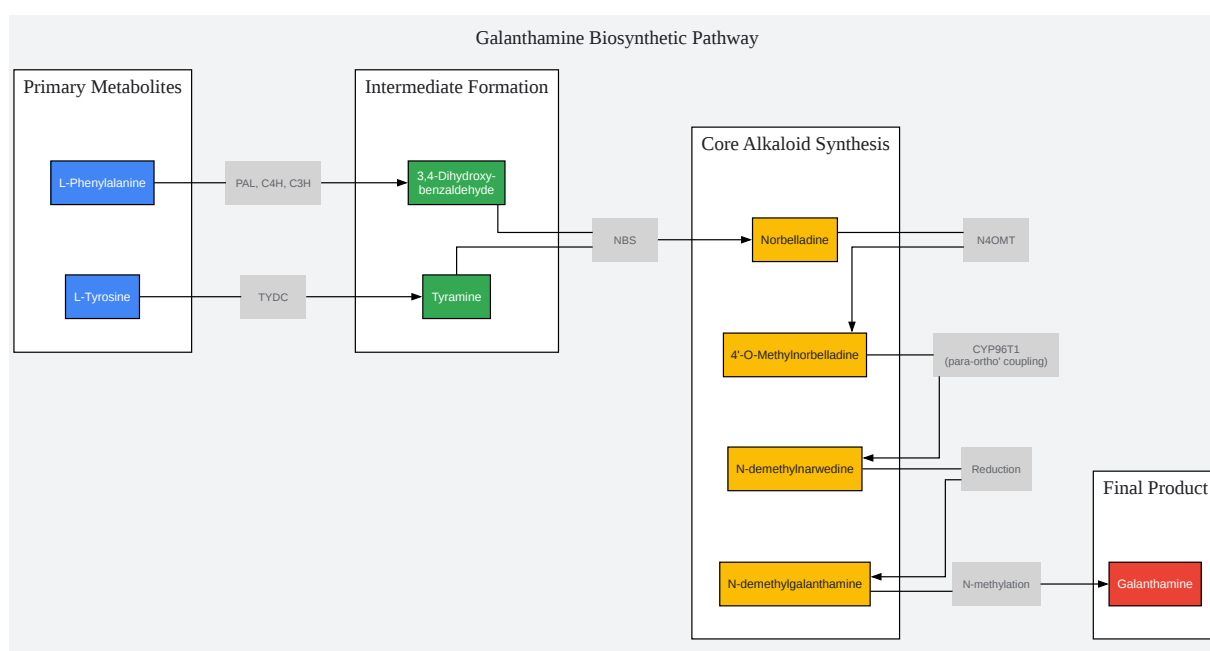 Galanthamine Biosynthetic Pathway
Primary Metabolites
Intermediate Formation
Core Alkaloid Synthesis
L-Phenylalanine
PAL, C4H, C3H
3,4-Dihydroxy-
benzaldehyde
NBS
Norbelladine
N4OMT
L-Tyrosine
TYDC
Tyramine
4'-O-Methylnorbelladine
CYP96T1
(para-ortho' coupling)
N-demethylnarwedine
Reduction
Final Product
N-demethylgalanthamine
N-methylation
Galanthamine